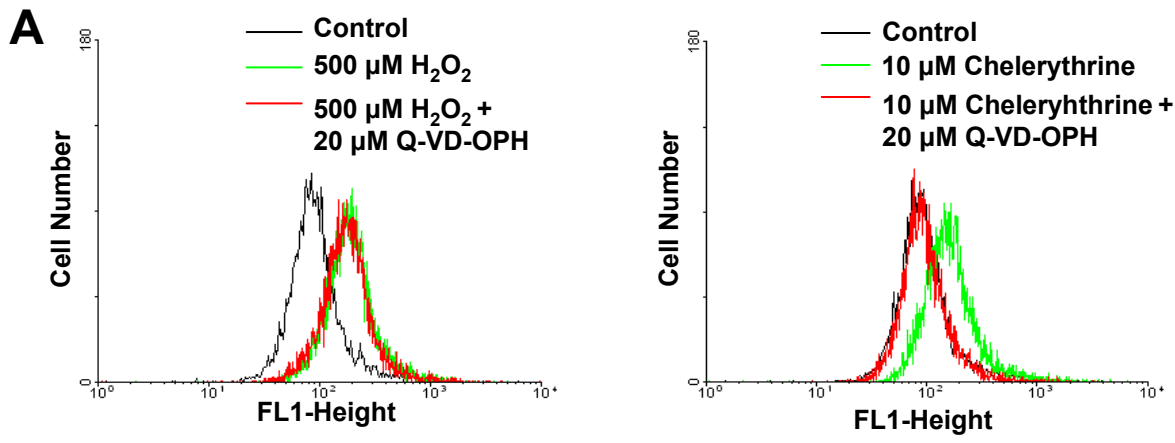 A
Control
500 µM H₂O₂
500 µM H₂O₂ +
20 µM Q-VD-OPH
180
Cell Number
0
10⁰ 10¹ 10² 10³ 10⁴
FL1-Height
Control
10 µM Chelerythrine
10 µM Cheleryhthrine +
20 µM Q-VD-OPH
180
Cell Number
0
10⁰ 10¹ 10⁻² 10³ 10⁴
FL1-Height